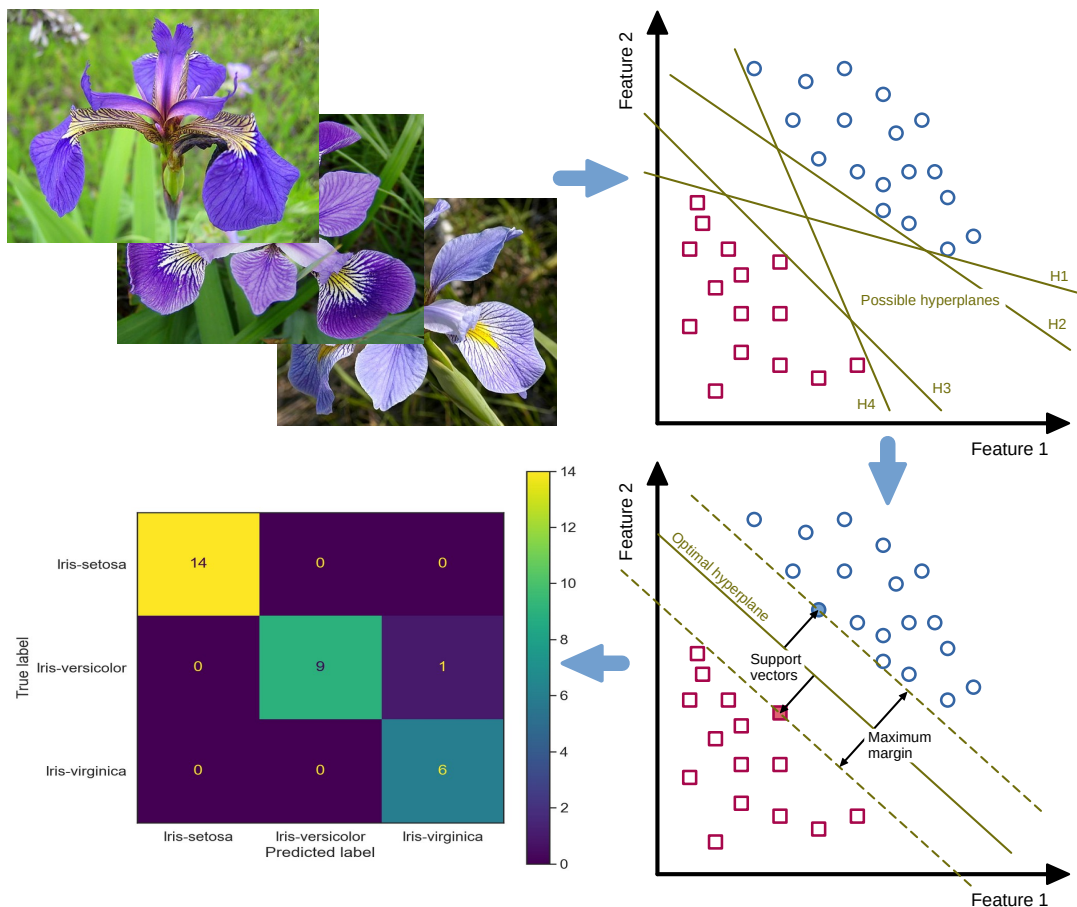 Feature 2
H1
Possible hyperplanes
H2
H3
H4
Feature 1
Feature 2
Optimal hyperplane
Support
vectors
Maximum
margin
Feature 1
14
12
10
8
6
4
2
0
True label
Iris-setosa
14 0 0
Iris-versicolor
0 9 1
Iris-virginica
0 0 6
Iris-setosa Iris-versicolor Iris-virginica
Predicted label